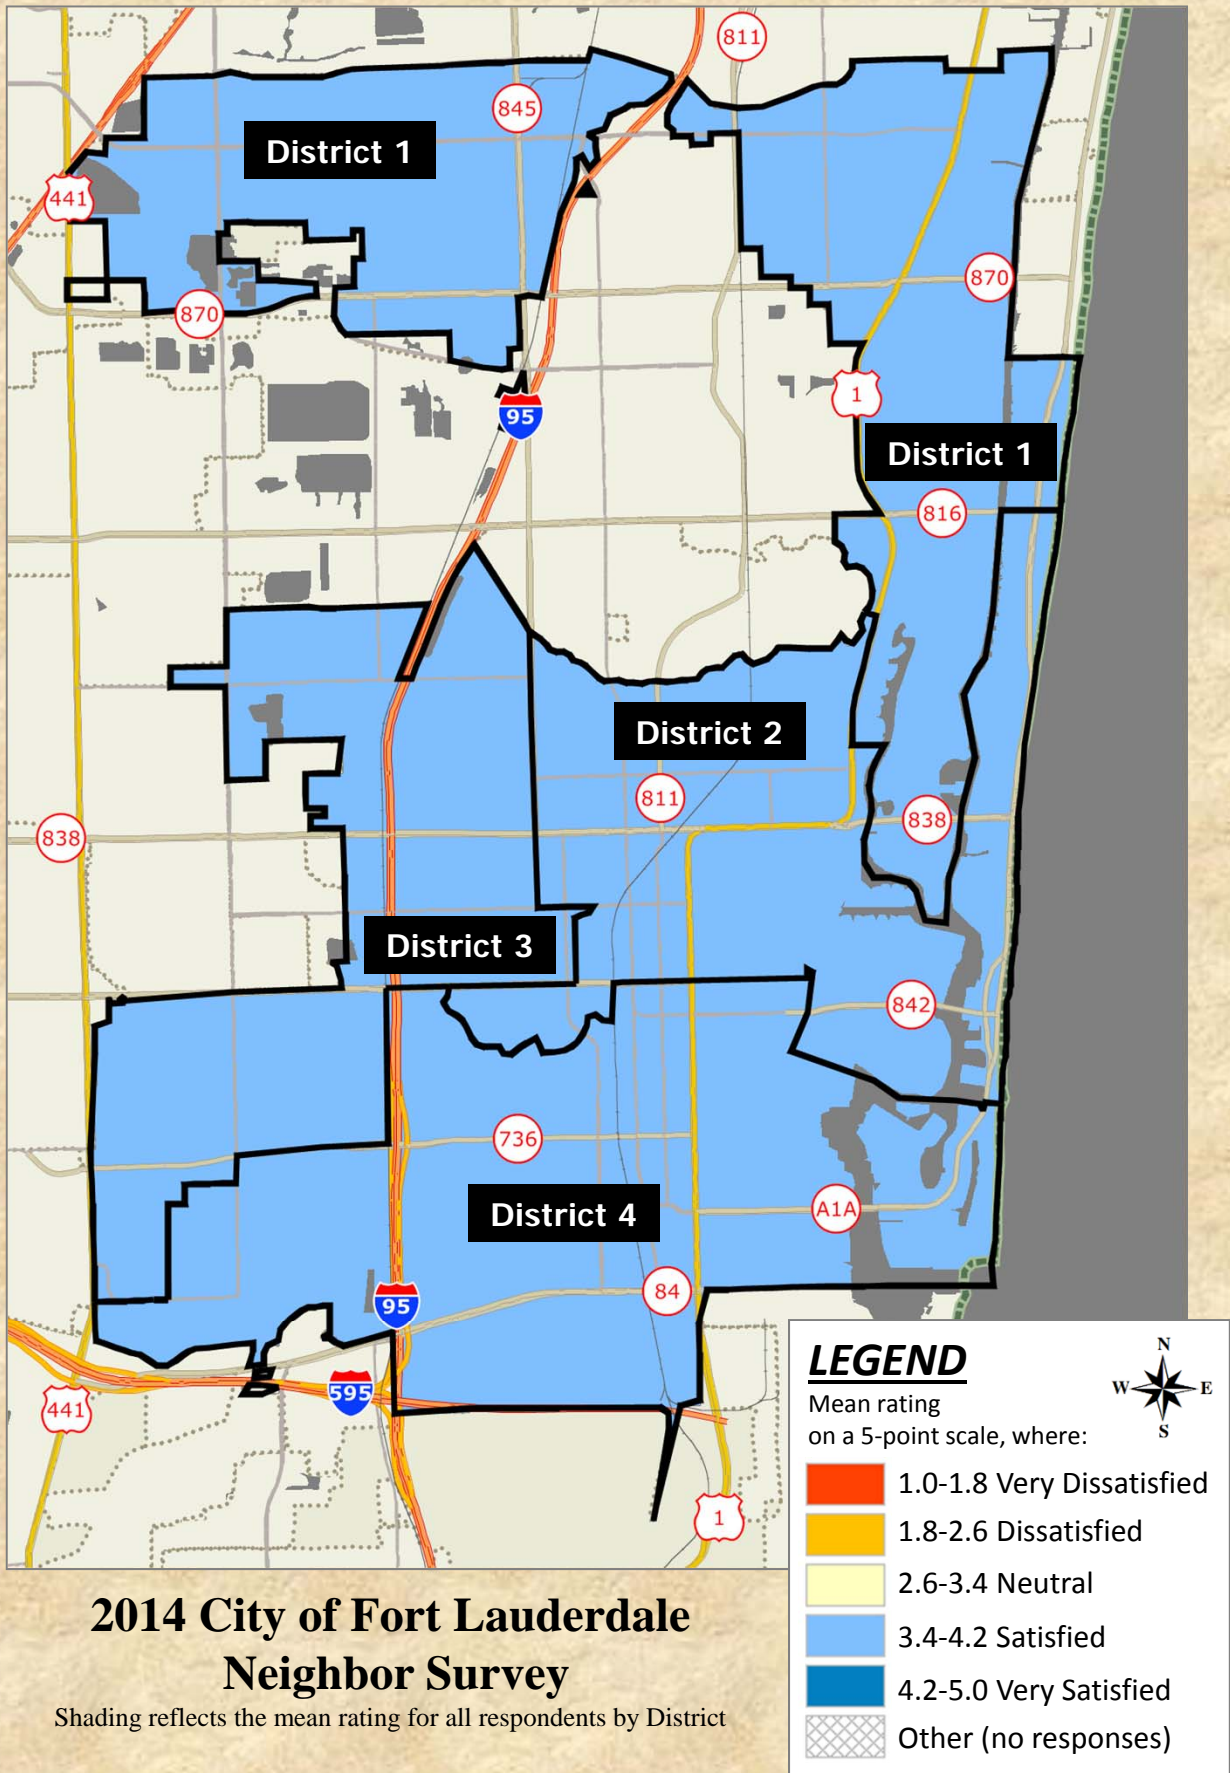 811
845
District 1
441
870
870
1
95
District 1
816
District 2
811
838
838
District 3
842
736
District 4
A1A
84
95
595
441
1
LEGEND
N
W E
S
Mean rating
on a 5-point scale, where:
1.0-1.8 Very Dissatisfied
1.8-2.6 Dissatisfied
2.6-3.4 Neutral
3.4-4.2 Satisfied
4.2-5.0 Very Satisfied
Other (no responses)
2014 City of Fort Lauderdale
Neighbor Survey
Shading reflects the mean rating for all respondents by District